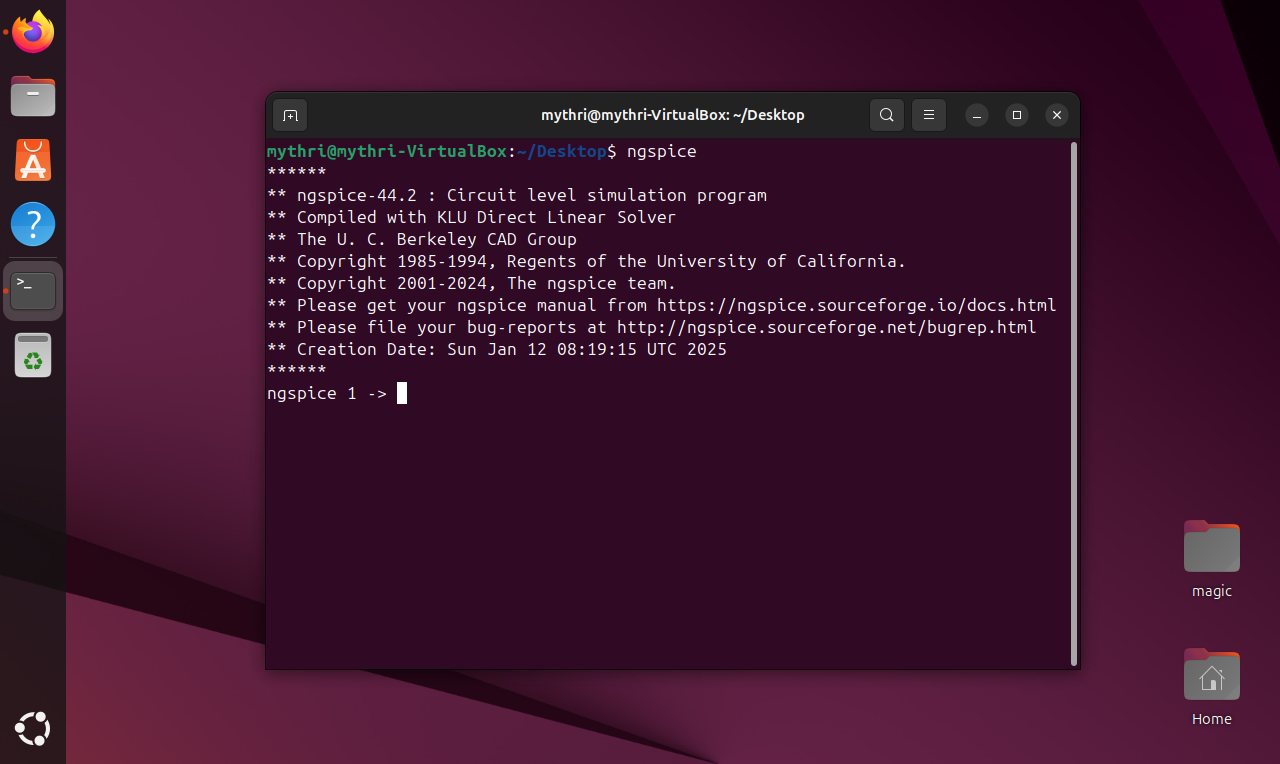 mythri@mythri-VirtualBox: ~/Desktop
mythri@mythri-VirtualBox:~/Desktop$ ngspice
******
** ngspice-44.2 : Circuit level simulation program
** Compiled with KLU Direct Linear Solver
** The U. C. Berkeley CAD Group
** Copyright 1985-1994, Regents of the University of California.
** Copyright 2001-2024, The ngspice team.
** Please get your ngspice manual from https://ngspice.sourceforge.io/docs.html
** Please file your bug-reports at http://ngspice.sourceforge.net/bugrep.html
** Creation Date: Sun Jan 12 08:19:15 UTC 2025
******
ngspice 1 ->
magic
Home